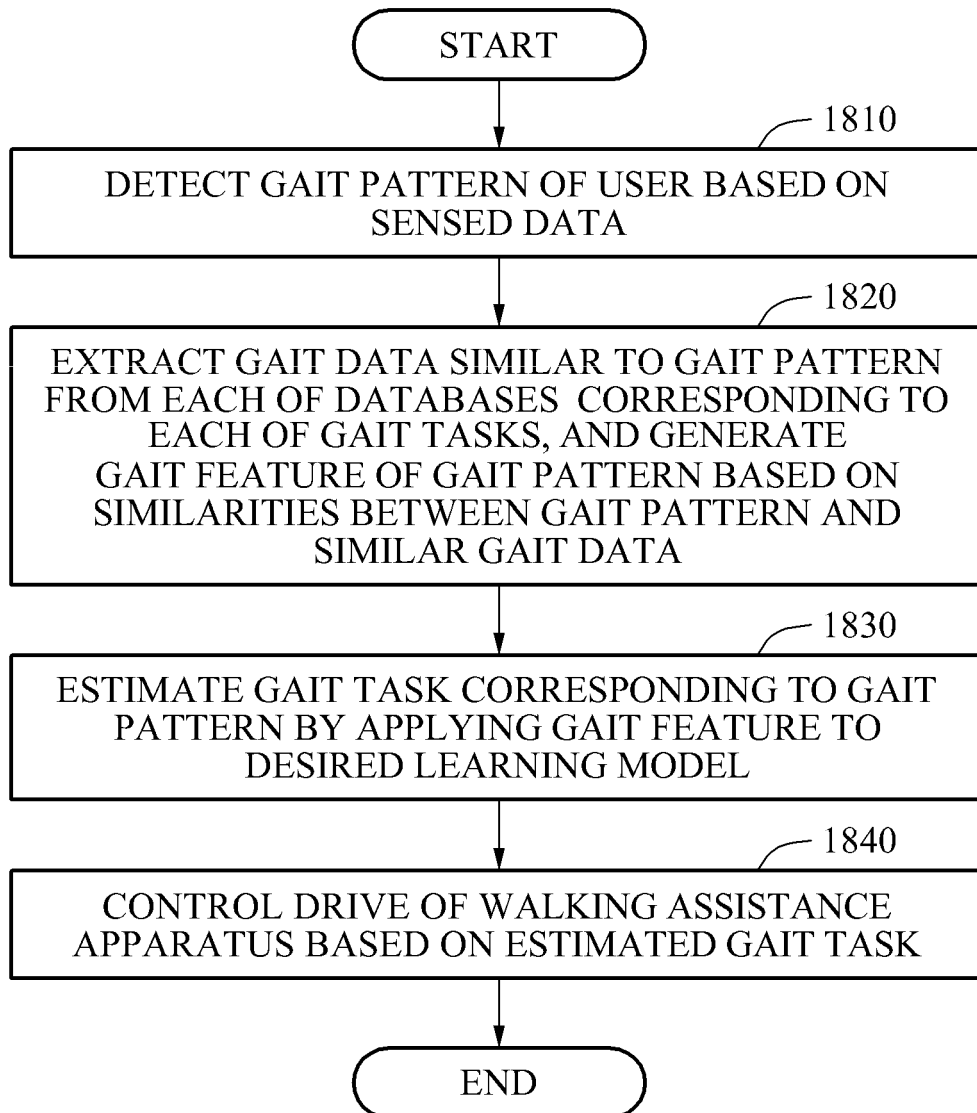 START
1810
DETECT GAIT PATTERN OF USER BASED ON
SENSED DATA
1820
EXTRACT GAIT DATA SIMILAR TO GAIT PATTERN
FROM EACH OF DATABASES CORRESPONDING TO
EACH OF GAIT TASKS, AND GENERATE
GAIT FEATURE OF GAIT PATTERN BASED ON
SIMILARITIES BETWEEN GAIT PATTERN AND
SIMILAR GAIT DATA
1830
ESTIMATE GAIT TASK CORRESPONDING TO GAIT
PATTERN BY APPLYING GAIT FEATURE TO
DESIRED LEARNING MODEL
1840
CONTROL DRIVE OF WALKING ASSISTANCE
APPARATUS BASED ON ESTIMATED GAIT TASK
END